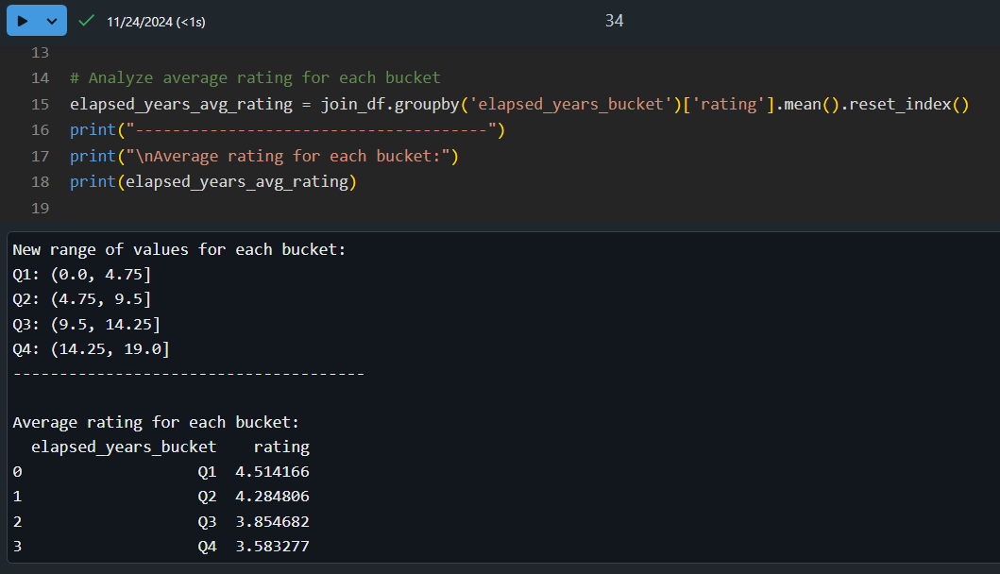 11/24/2024 (<1s)
34
13
14 # Analyze average rating for each bucket
15 elapsed_years_avg_rating = join_df.groupby('elapsed_years_bucket')['rating'].mean().reset_index()
16 print("--------------------------------------")
17 print("\nAverage rating for each bucket:")
18 print(elapsed_years_avg_rating)
19
New range of values for each bucket:
Q1: (0.0, 4.75]
Q2: (4.75, 9.5]
Q3: (9.5, 14.25]
Q4: (14.25, 19.0]
--------------------------------------
Average rating for each bucket:
elapsed_years_bucket rating
0 Q1 4.514166
1 Q2 4.284806
2 Q3 3.854682
3 Q4 3.583277